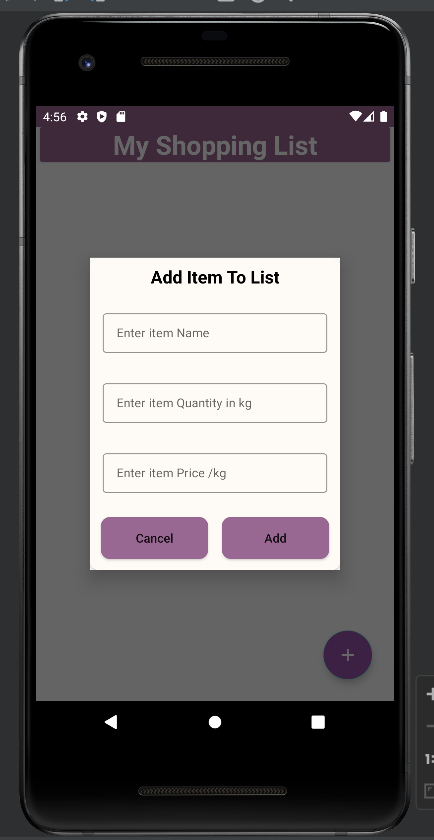 4:56
My Shopping List
Add Item To List
Enter item Name
Enter item Quantity in kg
Enter item Price /kg
Cancel Add
+